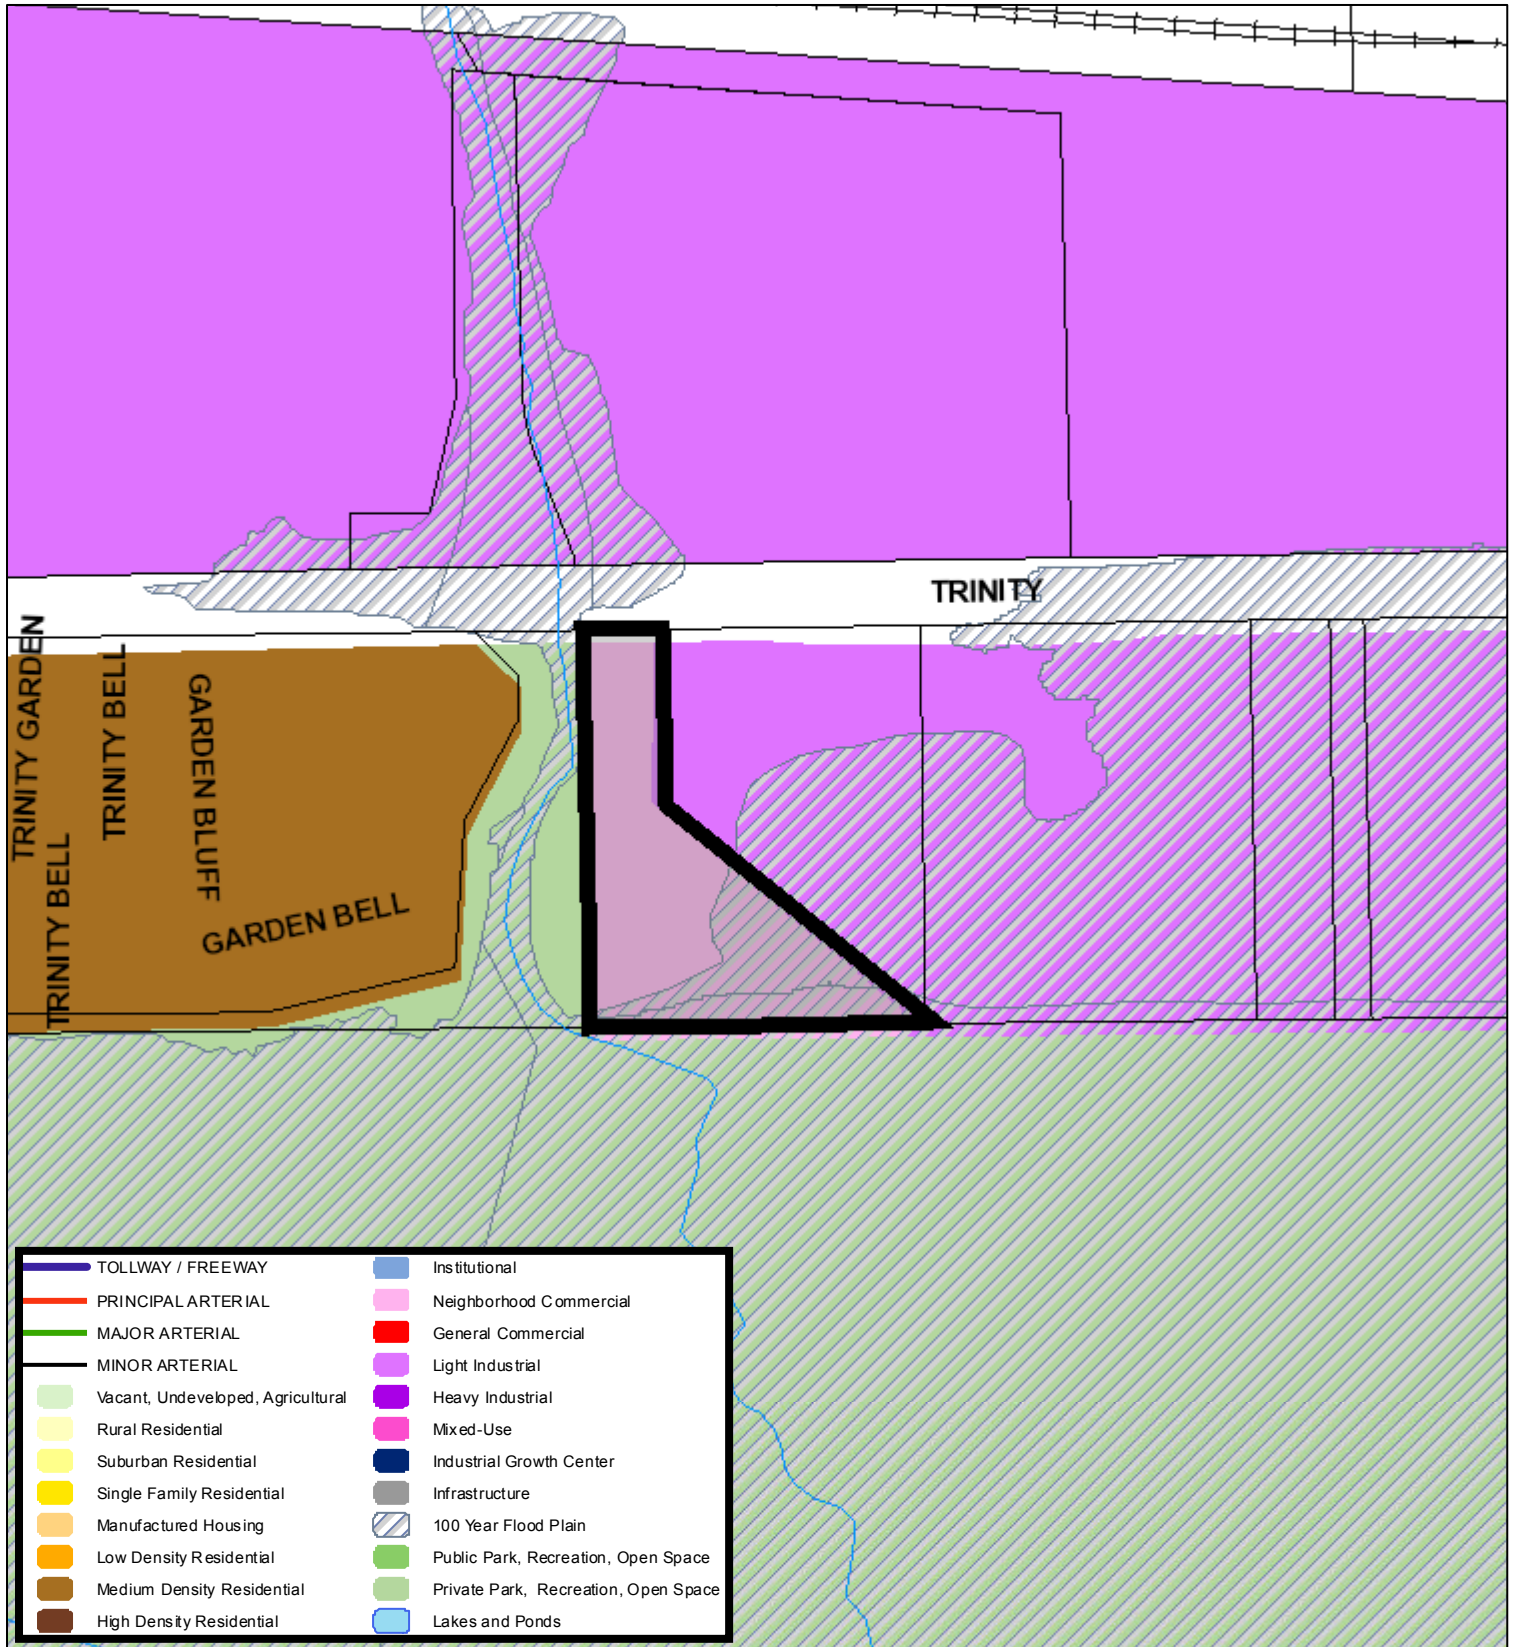 TRINITY
TRINITY GARDEN
TRINITY BELL
GARDEN BLUFF
TRINITY BELL
GARDEN BELL
TOLLWAY / FREEWAY
PRINCIPAL ARTERIAL
MAJOR ARTERIAL
MINOR ARTERIAL
Vacant, Undeveloped, Agricultural
Rural Residential
Suburban Residential
Single Family Residential
Manufactured Housing
Low Density Residential
Medium Density Residential
High Density Residential
Institutional
Neighborhood Commercial
General Commercial
Light Industrial
Heavy Industrial
Mixed-Use
Industrial Growth Center
Infrastructure
100 Year Flood Plain
Public Park, Recreation, Open Space
Private Park, Recreation, Open Space
Lakes and Ponds